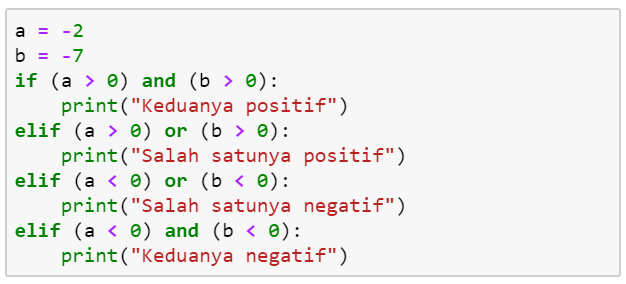 a = -2
b = -7
if (a > 0) and (b > 0):
    print("Keduanya positif")
elif (a > 0) or (b > 0):
    print("Salah satunya positif")
elif (a < 0) or (b < 0):
    print("Salah satunya negatif")
elif (a < 0) and (b < 0):
    print("Keduanya negatif")